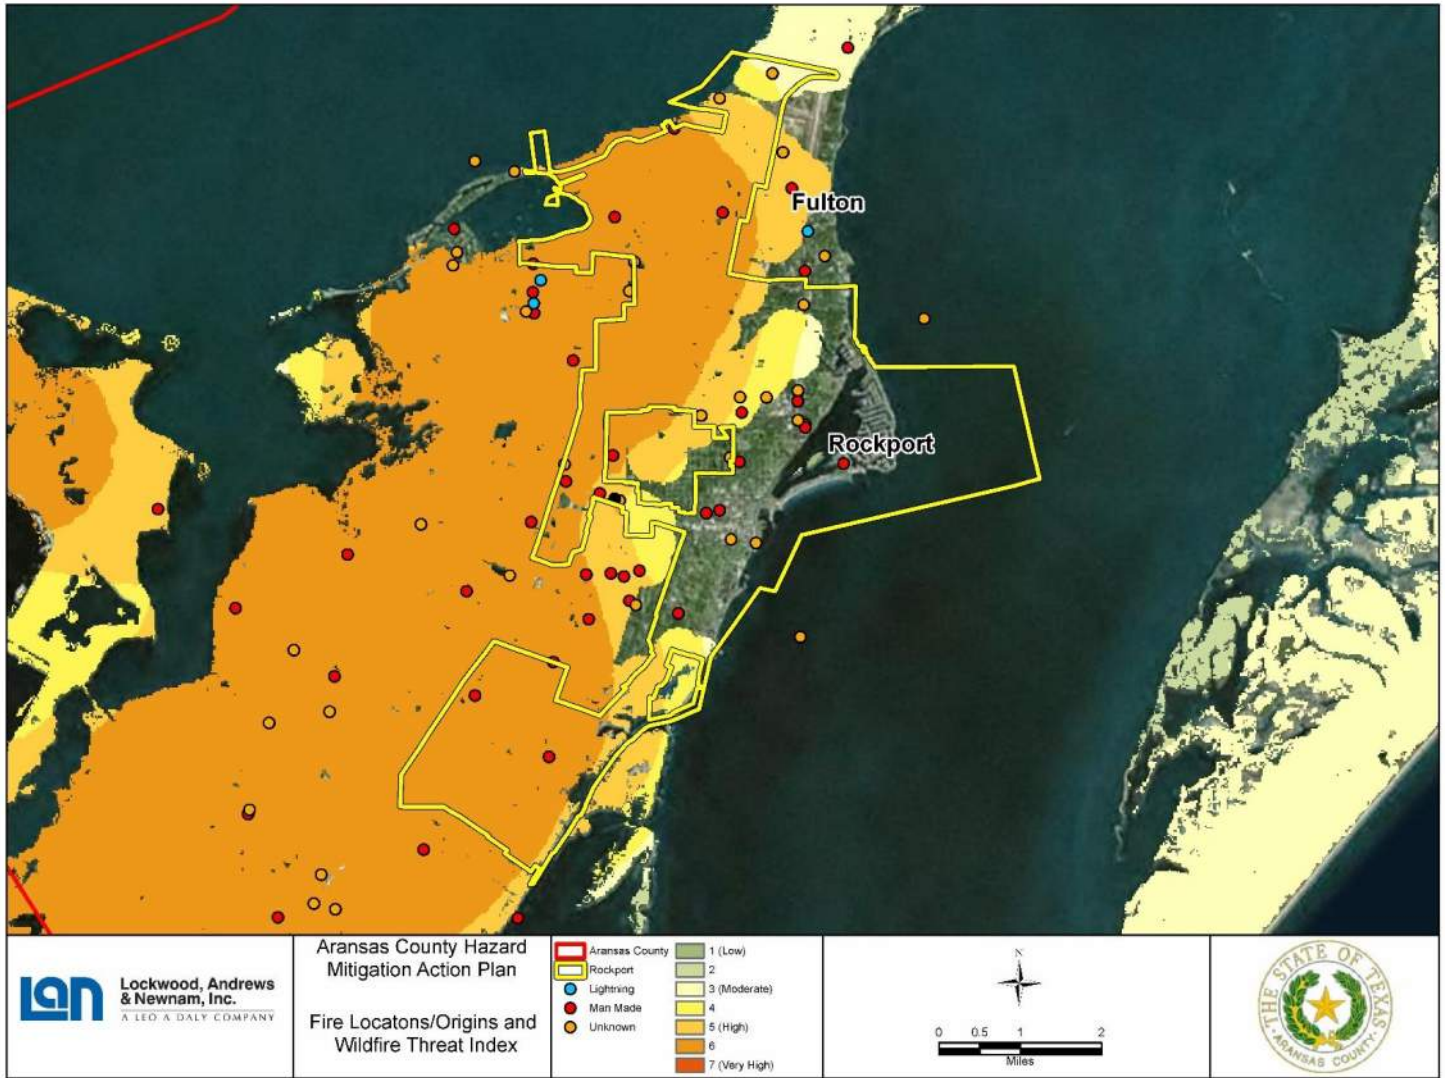 Fulton
Rockport
LAN
Lockwood, Andrews
& Newnam, Inc.
A LEO A DALY COMPANY
Aransas County Hazard
Mitigation Action Plan
Fire Locatons/Origins and
Wildfire Threat Index
Aransas County
Rockport
Lightning
Man Made
Unknown
1 (Low)
2
3 (Moderate)
4
5 (High)
6
7 (Very High)
N
0 0.5 1 2
Miles
THE STATE OF TEXAS
ARANSAS COUNTY